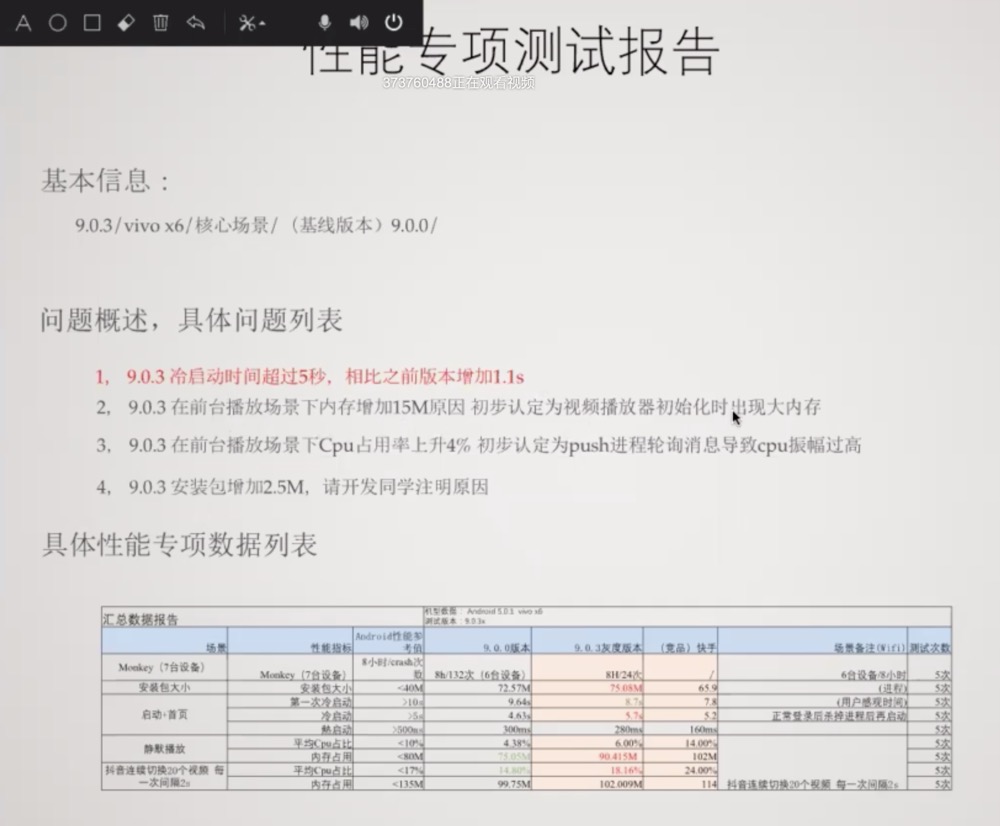 A
性能专项测试报告
373760488正在观看视频
基本信息：
9.0.3/vivo x6/核心场景/（基线版本）9.0.0/
问题概述，具体问题列表
1， 9.0.3 冷启动时间超过5秒，相比之前版本增加1.1s
2， 9.0.3 在前台播放场景下内存增加15M原因 初步认定为视频播放器初始化时出现大内存
3， 9.0.3 在前台播放场景下Cpu占用率上升4% 初步认定为push进程轮询消息导致cpu振幅过高
4， 9.0.3 安装包增加2.5M，请开发同学注明原因
具体性能专项数据列表
汇总数据报告 Android 5.0.1 vivo x6
测试版本：9.0.3s
场景 性能指标 Android性能参考值 9.0.0版本 9.0.3灰度版本 （竞品）快手 场景备注(Wifi) 测试次数
Monkey（7台设备） Monkey（7台设备） 8小时/crash次数 8h/132次（6台设备） 8H/24次 / 6台设备/8小时 5次
安装包大小 安装包大小 <40M 72.57M 75.08M 65.9 (进程) 5次
启动+首页 第一次冷启动 >10s 9.64s 8.7s 7.8 (用户感观时间) 5次
冷启动 >5s 4.63s 5.7s 5.2 正常登录后杀掉进程后再启动 5次
热启动 >500ms 300ms 280ms 160ms 5次
静默播放 平均Cpu占比 <10% 4.38% 6.00% 14.00% 5次
内存占用 <80M 75.05M 90.415M 102M 5次
抖音连续切换20个视频 每一次间隔2s 平均Cpu占比 <17% 14.80% 18.16% 24.00% 5次
内存占用 <135M 99.75M 102.009M 114 抖音连续切换20个视频 每一次间隔2s 5次